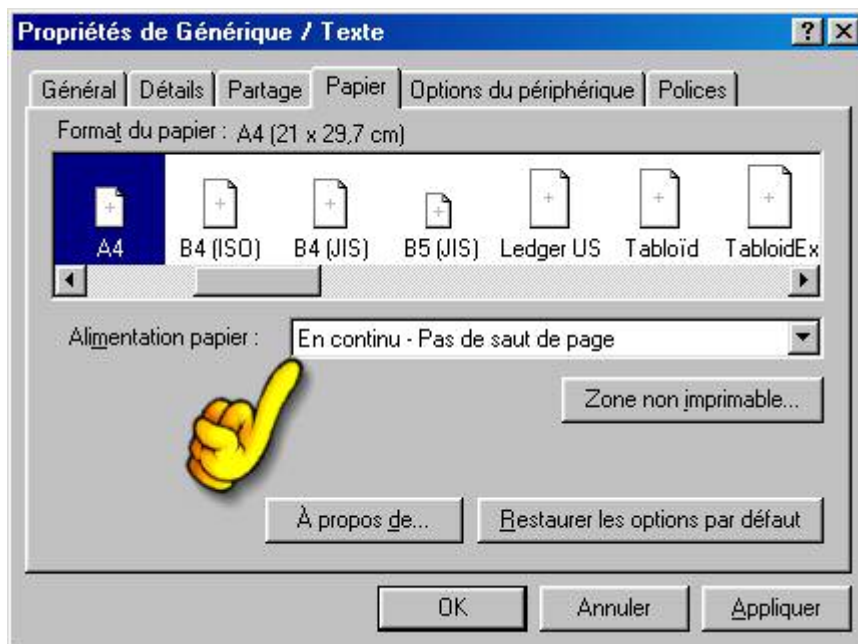 Propriétés de Générique / Texte
Général Détails Partage Papier Options du périphérique Polices
Format du papier : A4 (21 x 29,7 cm)
A4 B4 (ISO) B4 (JIS) B5 (JIS) Ledger US Tabloïd TabloidEx
Alimentation papier : En continu - Pas de saut de page
Zone non imprimable...
À propos de... Restaurer les options par défaut
OK Annuler Appliquer